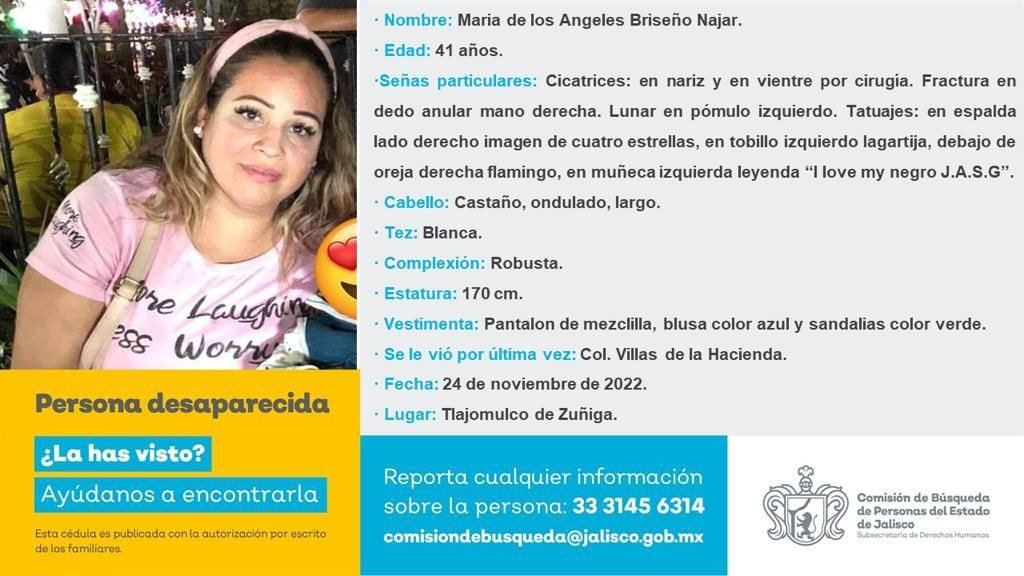 · Nombre: Maria de los Angeles Briseño Najar.
· Edad: 41 años.
·Señas particulares: Cicatrices: en nariz y en vientre por cirugía. Fractura en
dedo anular mano derecha. Lunar en pómulo izquierdo. Tatuajes: en espalda
lado derecho imagen de cuatro estrellas, en tobillo izquierdo lagartija, debajo de
oreja derecha flamingo, en muñeca izquierda leyenda “I love my negro J.A.S.G”.
· Cabello: Castaño, ondulado, largo.
· Tez: Blanca.
· Complexión: Robusta.
· Estatura: 170 cm.
· Vestimenta: Pantalon de mezclilla, blusa color azul y sandalias color verde.
· Se le vió por última vez: Col. Villas de la Hacienda.
· Fecha: 24 de noviembre de 2022.
· Lugar: Tlajomulco de Zuñiga.
More
Laughing
ore Laughing
ess Worry
Persona desaparecida
¿La has visto?
Ayúdanos a encontrarla
Esta cédula es publicada con la autorización por escrito
de los familiares.
Reporta cualquier información
sobre la persona: 33 3145 6314
comisiondebusqueda@jalisco.gob.mx
Comisión de Búsqueda
de Personas del Estado
de Jalisco
Subsecretaría de Derechos Humanos